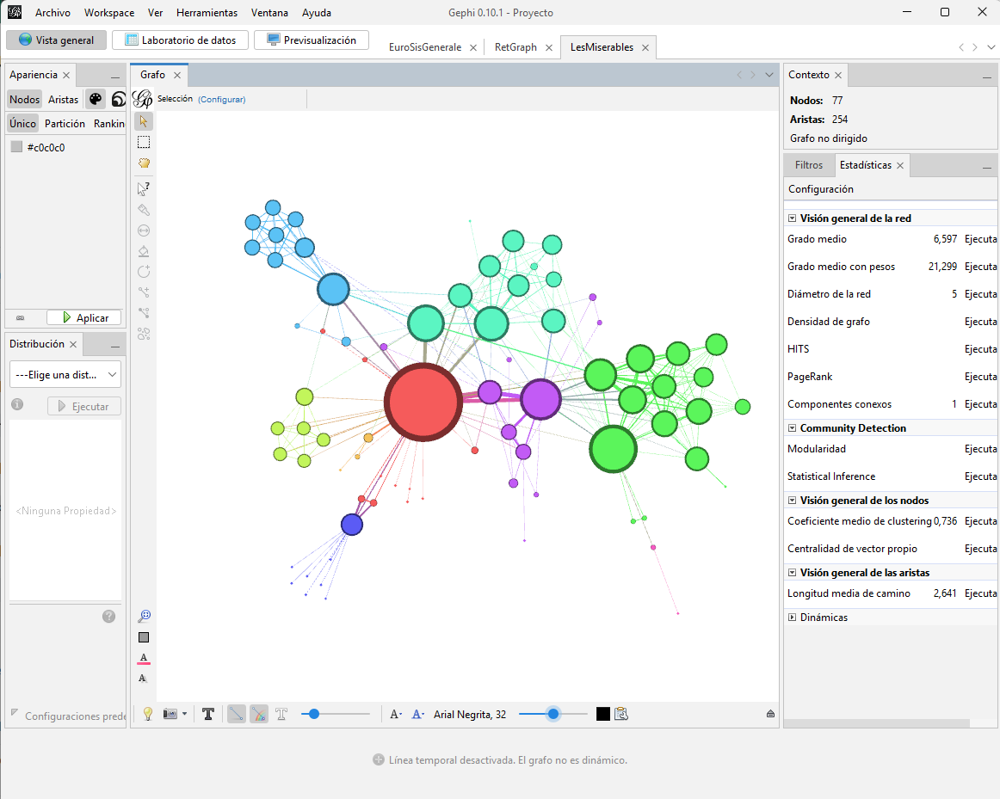 Archivo Workspace Ver Herramientas Ventana Ayuda Gephi 0.10.1 - Proyecto
Vista general Laboratorio de datos Previsualización
EuroSisGenerale RetGraph LesMiserables
Apariencia
Nodos Aristas
Único Partición Rankin
#c0c0c0
Aplicar
Distribución
---Elige una dist...
Ejecutar
<Ninguna Propiedad>
Configuraciones prede
Grafo
Selección (Configurar)
Arial Negrita, 32
Contexto
Nodos: 77
Aristas: 254
Grafo no dirigido
Filtros Estadísticas
Configuración
Visión general de la red
Grado medio 6,597 Ejecuta
Grado medio con pesos 21,299 Ejecuta
Diámetro de la red 5 Ejecuta
Densidad de grafo Ejecuta
HITS Ejecuta
PageRank Ejecuta
Componentes conexos 1 Ejecuta
Community Detection
Modularidad Ejecuta
Statistical Inference Ejecuta
Visión general de los nodos
Coeficiente medio de clustering 0,736 Ejecuta
Centralidad de vector propio Ejecuta
Visión general de las aristas
Longitud media de camino 2,641 Ejecuta
Dinámicas
Línea temporal desactivada. El grafo no es dinámico.